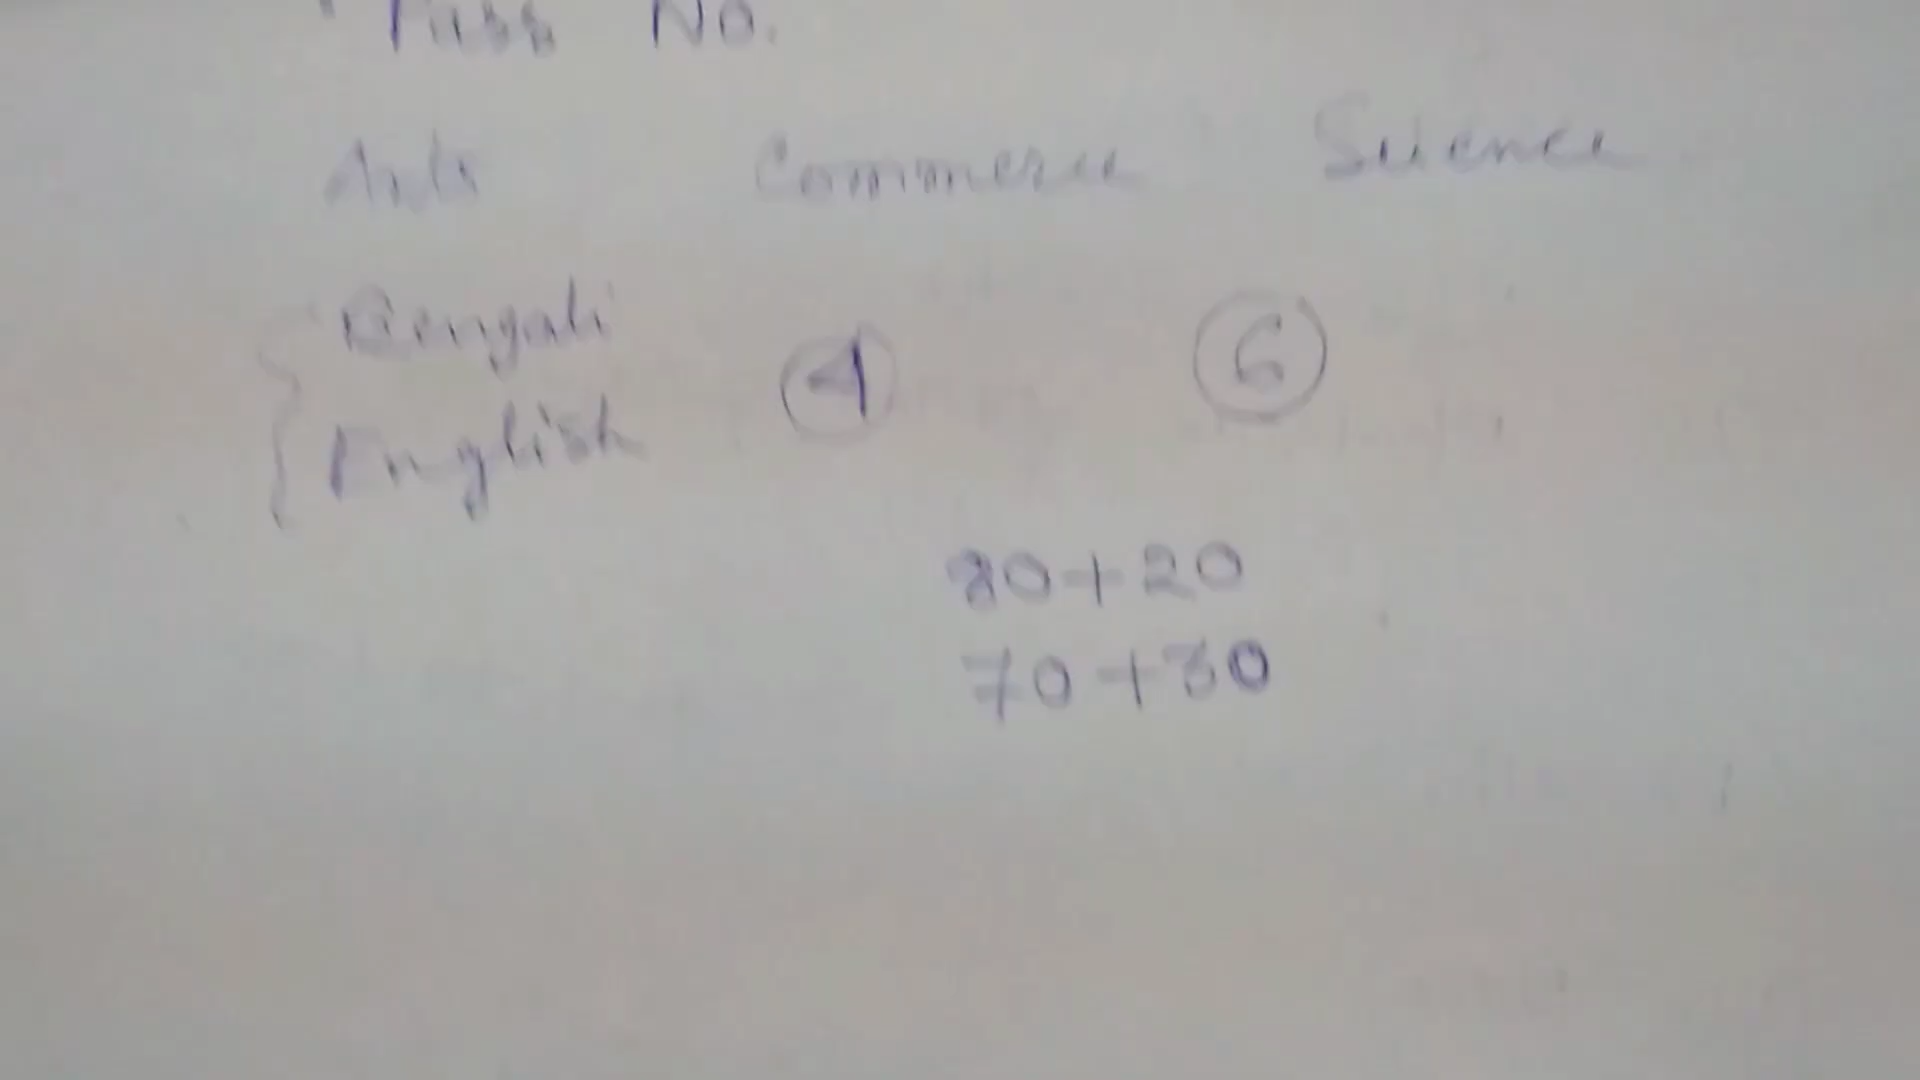 Pass No.
Arts Commerce Science
Bengali
English
4 6
80+20
70+30